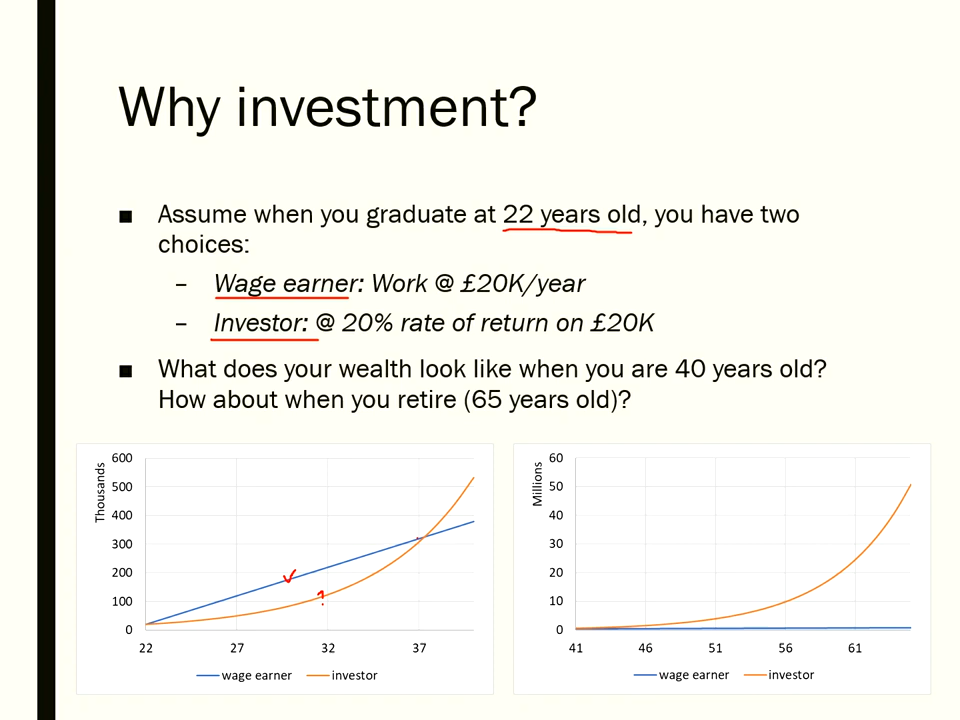 Why investment?
■ Assume when you graduate at 22 years old, you have two
choices:
– Wage earner: Work @ £20K/year
– Investor: @ 20% rate of return on £20K
■ What does your wealth look like when you are 40 years old?
How about when you retire (65 years old)?
Thousands
600
500
400
300
200
100
0
22 27 32 37
wage earner investor
?
Millions
60
50
40
30
20
10
0
41 46 51 56 61
wage earner investor